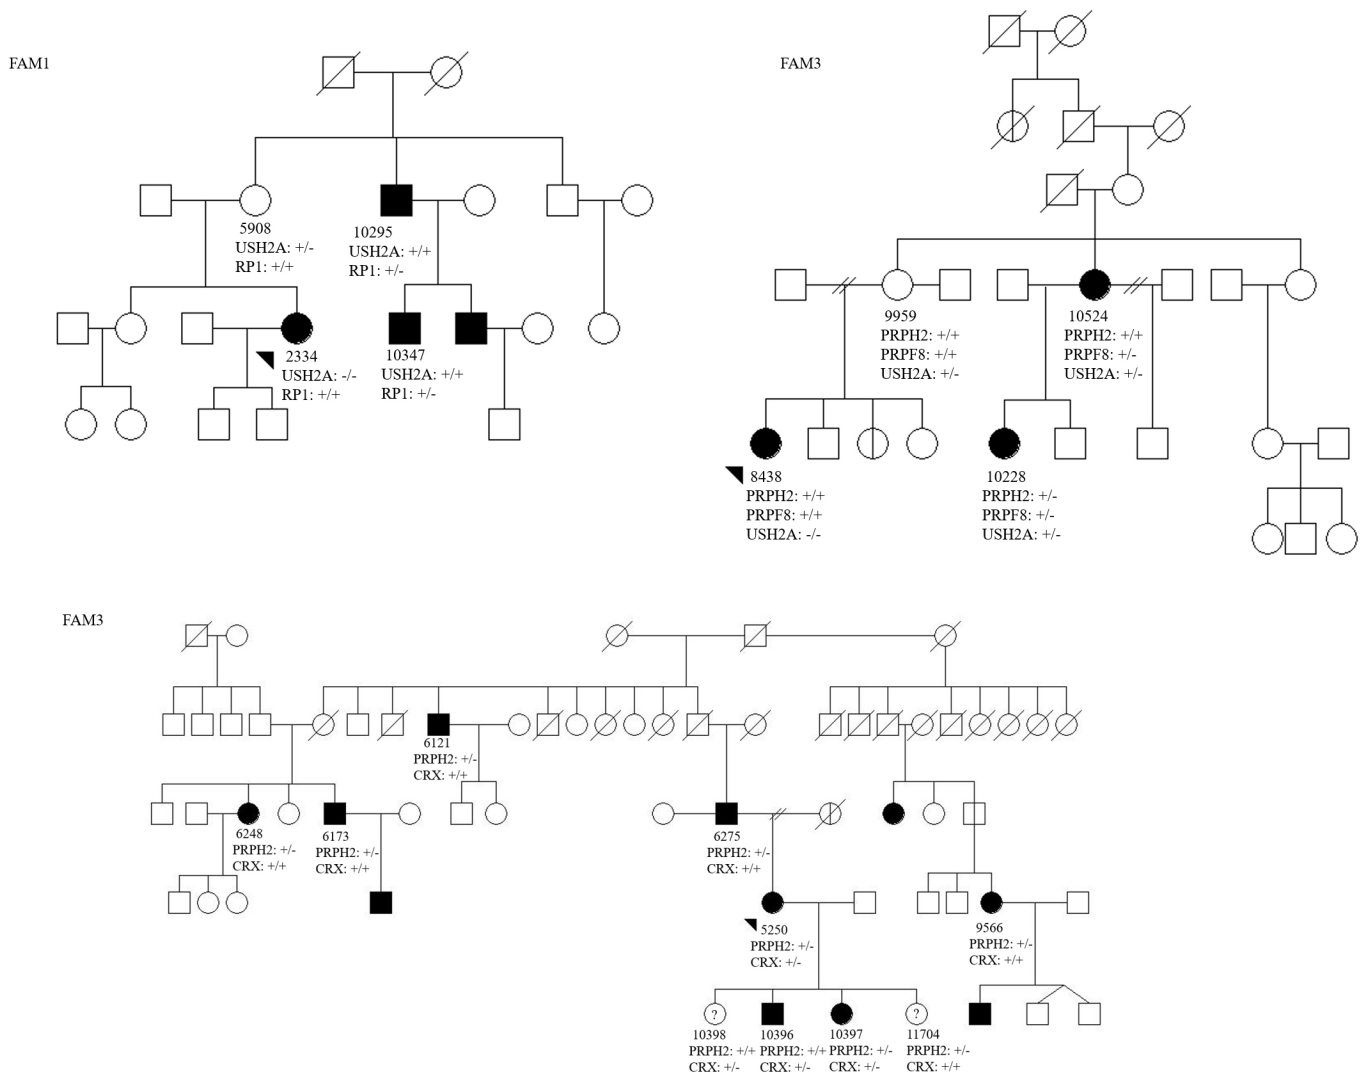 FAM1
5908
USH2A: +/-
RP1: +/+
10295
USH2A: +/+
RP1: +/-
2334
USH2A: -/-
RP1: +/+
10347
USH2A: +/+
RP1: +/-
FAM3
9959
PRPH2: +/+
PRPF8: +/+
USH2A: +/-
10524
PRPH2: +/+
PRPF8: +/-
USH2A: +/-
8438
PRPH2: +/+
PRPF8: +/+
USH2A: -/-
10228
PRPH2: +/-
PRPF8: +/-
USH2A: +/-
FAM3
6121
PRPH2: +/-
CRX: +/+
6248
PRPH2: +/-
CRX: +/+
6173
PRPH2: +/-
CRX: +/+
6275
PRPH2: +/-
CRX: +/+
5250
PRPH2: +/-
CRX: +/-
9566
PRPH2: +/-
CRX: +/+
?
10398
PRPH2: +/+
CRX: +/-
10396
PRPH2: +/+
CRX: +/-
10397
PRPH2: +/-
CRX: +/-
?
11704
PRPH2: +/-
CRX: +/+